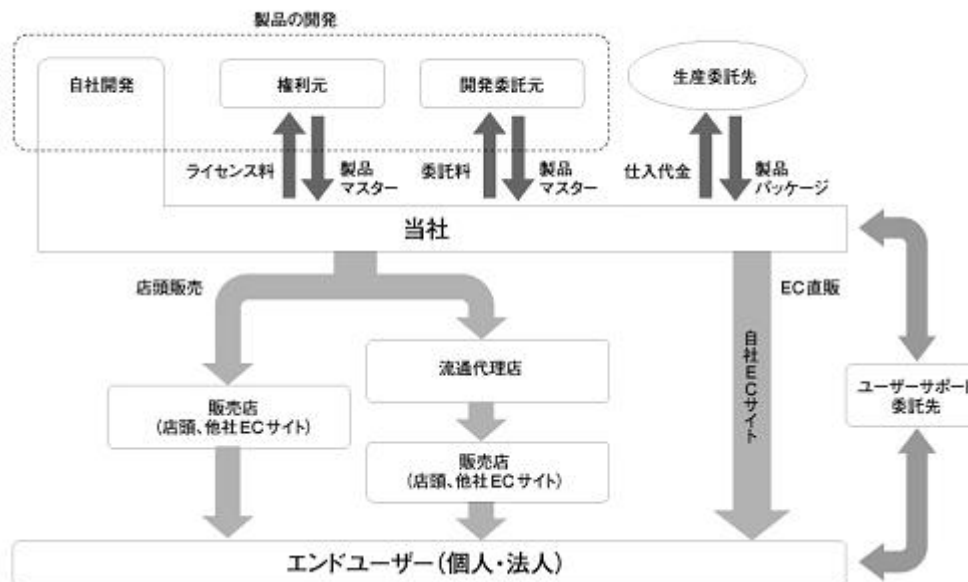 製品の開発
自社開発
権利元
開発委託元
生産委託先
ライセンス料
製品
マスター
委託料
製品
マスター
仕入代金
製品
パッケージ
当社
店頭販売
EC直販
自社ECサイト
流通代理店
販売店
(店頭、他社ECサイト)
販売店
(店頭、他社ECサイト)
ユーザーサポート
委託先
エンドユーザー(個人・法人)